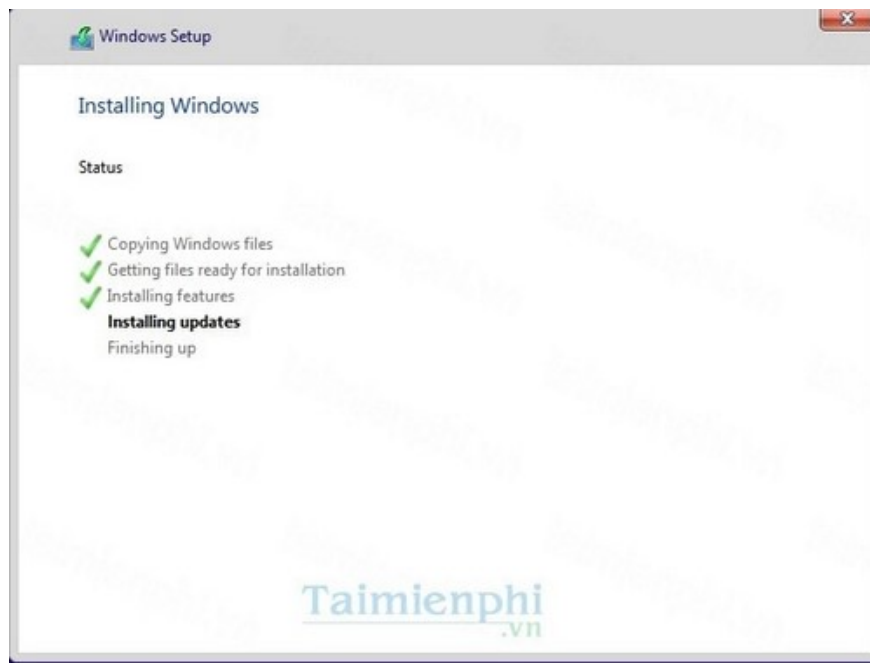 Windows Setup
Installing Windows
Status
Copying Windows files
Getting files ready for installation
Installing features
Installing updates
Finishing up
Taimienphi
.vn